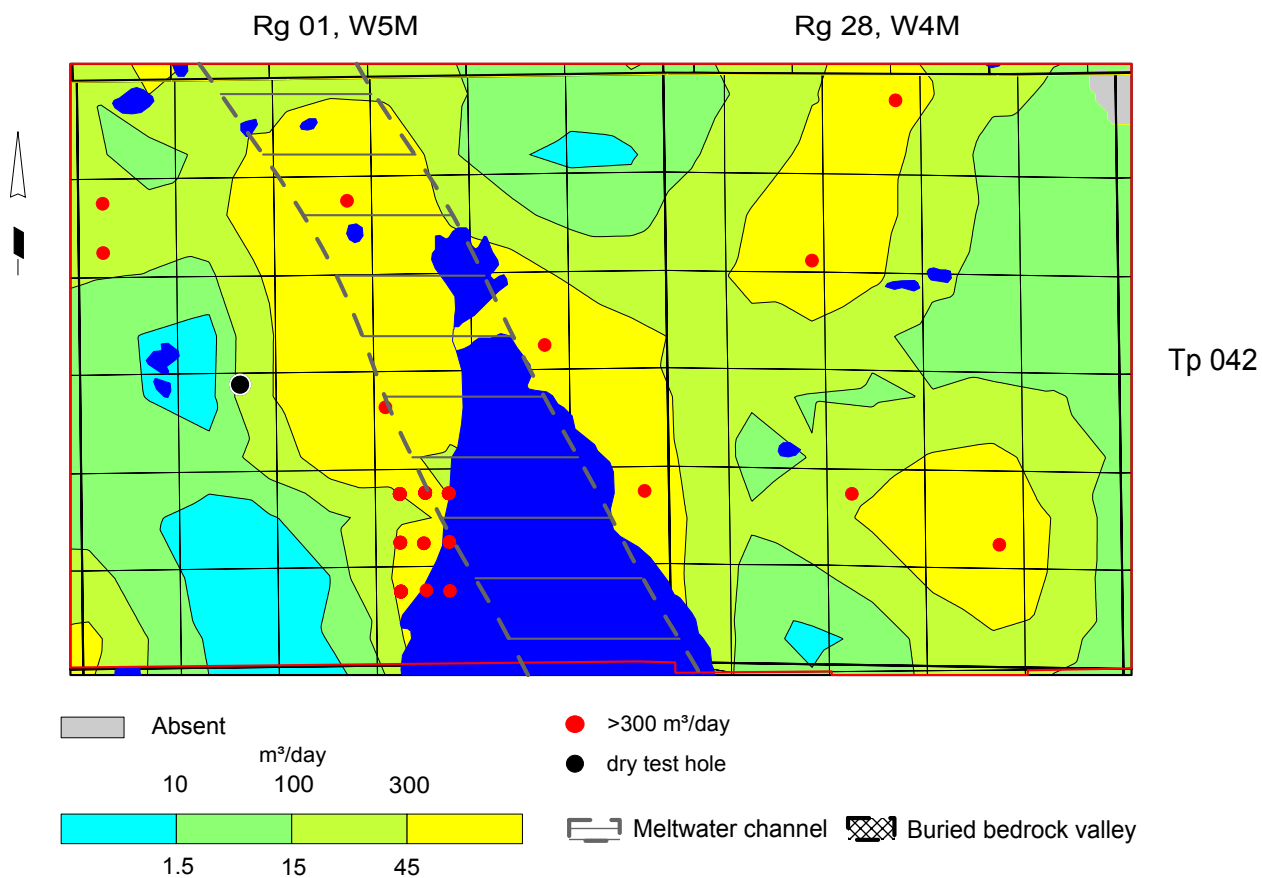 Rg 01, W5M
Rg 28, W4M
Tp 042
Absent
m³/day
10 100 300
1.5 15 45
>300 m³/day
dry test hole
Meltwater channel
Buried bedrock valley